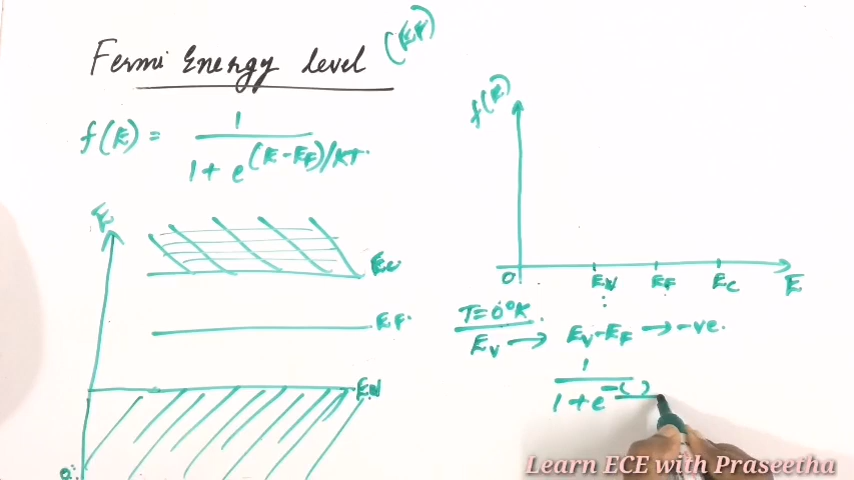 Fermi Energy level (EF)
f(E) = 1 / 1 + e^(E-EF)/KT.
E
Ec
EF.
EV
0
f(E)
0 EV EF EC E
T=0°K.
EV → EV-EF → -ve.
1 / 1 + e^-( )
Learn ECE with Praseetha